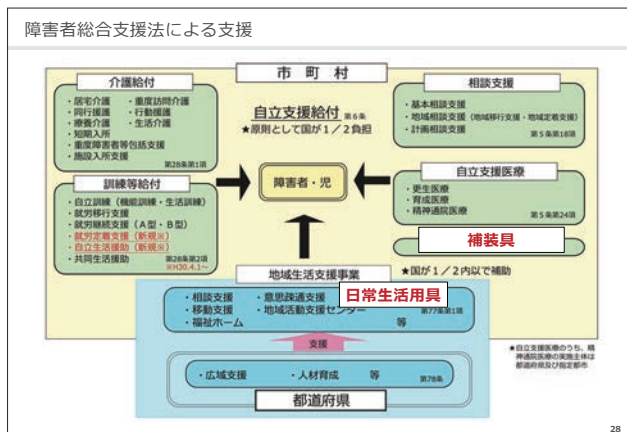 障害者総合支援法による支援
市町村
介護給付
・居宅介護 ・重度訪問介護
・同行援護 ・行動援護
・療養介護 ・生活介護
・短期入所
・重度障害者等包括支援
・施設入所支援 第28条第1項
自立支援給付 第6条
★原則として国が1/2負担
相談支援
・基本相談支援
・地域相談支援(地域移行支援・地域定着支援)
・計画相談支援
第5条第18項
訓練等給付
・自立訓練(機能訓練・生活訓練)
・就労移行支援
・就労継続支援(A型・B型)
・就労定着支援(新規※)
・自立生活援助(新規※)
・共同生活援助 第28条第2項
※H30.4.1~
障害者・児
自立支援医療
・更生医療
・育成医療
・精神通院医療 第5条第24項
補装具
地域生活支援事業
★国が1/2以内で補助
日常生活用具
・相談支援 ・意思疎通支援
・移動支援 ・地域活動支援センター 第77条第1項
・福祉ホーム 等
支援
・広域支援 ・人材育成 等 第78条
都道府県
★自立支援医療のうち、精
神通院医療の実施主体は
都道府県及び指定都市
28